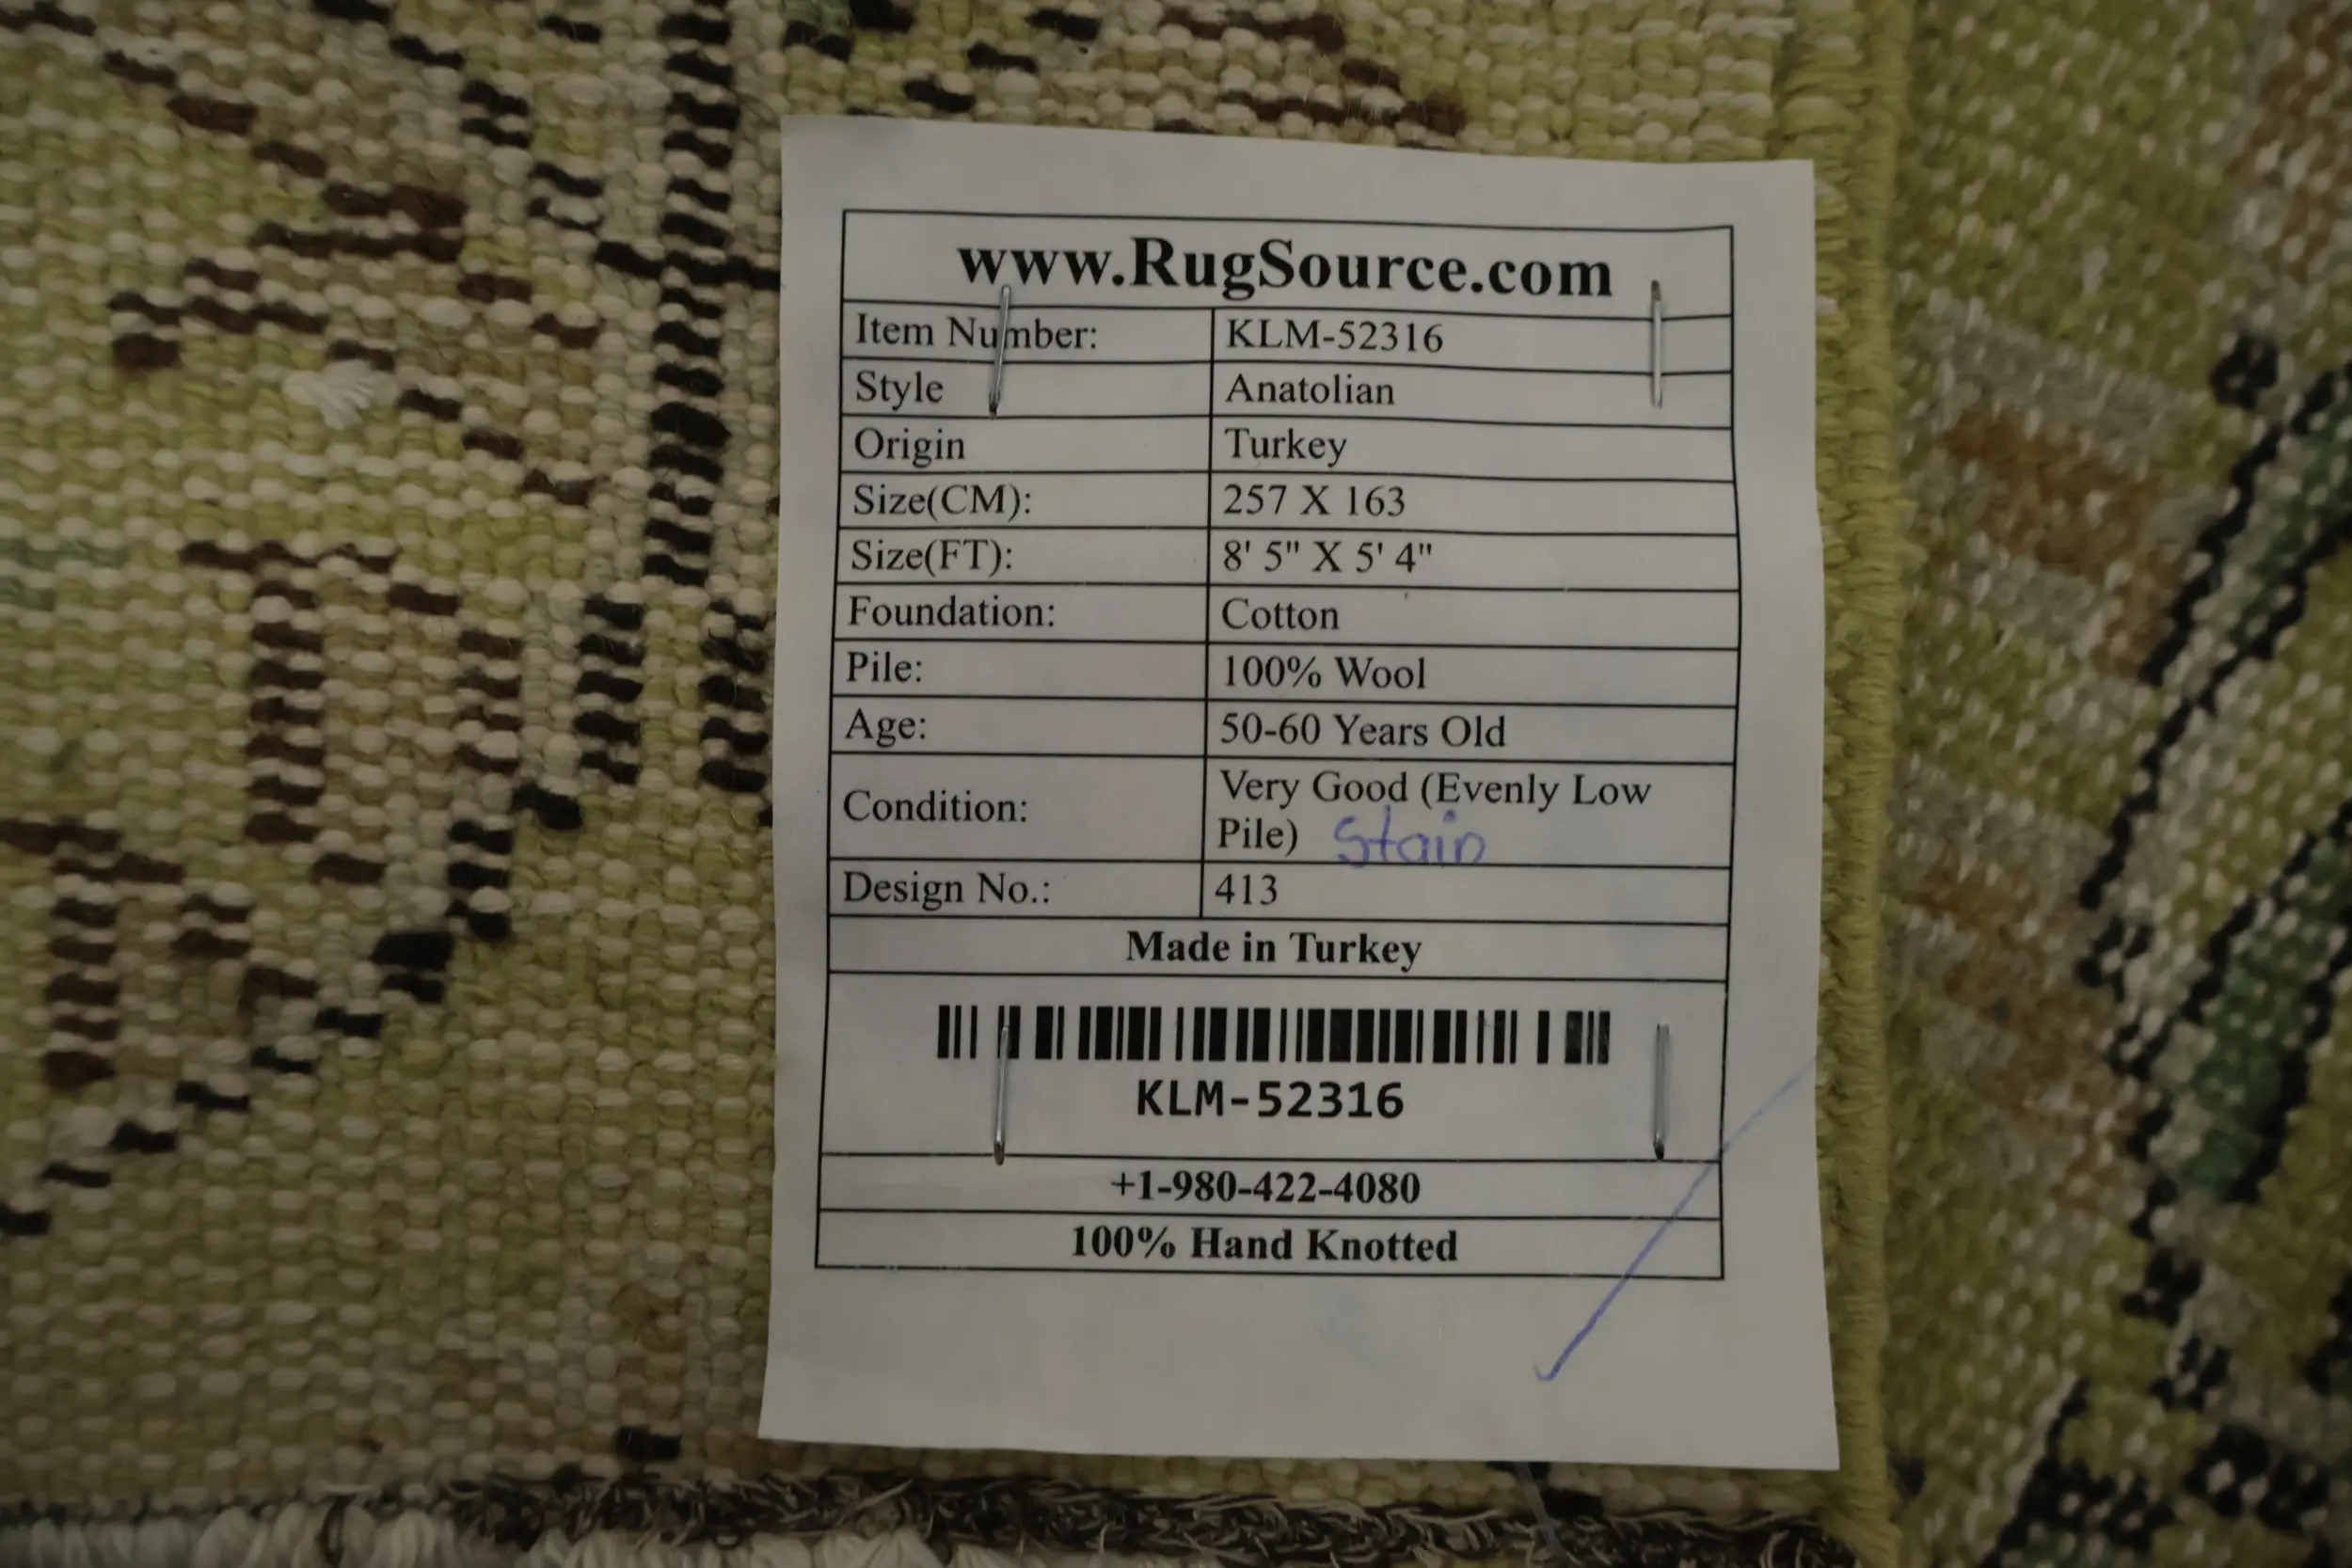 www.RugSource.com
Item Number: KLM-52316
Style Anatolian
Origin Turkey
Size(CM): 257 X 163
Size(FT): 8' 5" X 5' 4"
Foundation: Cotton
Pile: 100% Wool
Age: 50-60 Years Old
Condition: Very Good (Evenly Low
Pile) Stain
Design No.: 413
Made in Turkey
KLM-52316
+1-980-422-4080
100% Hand Knotted